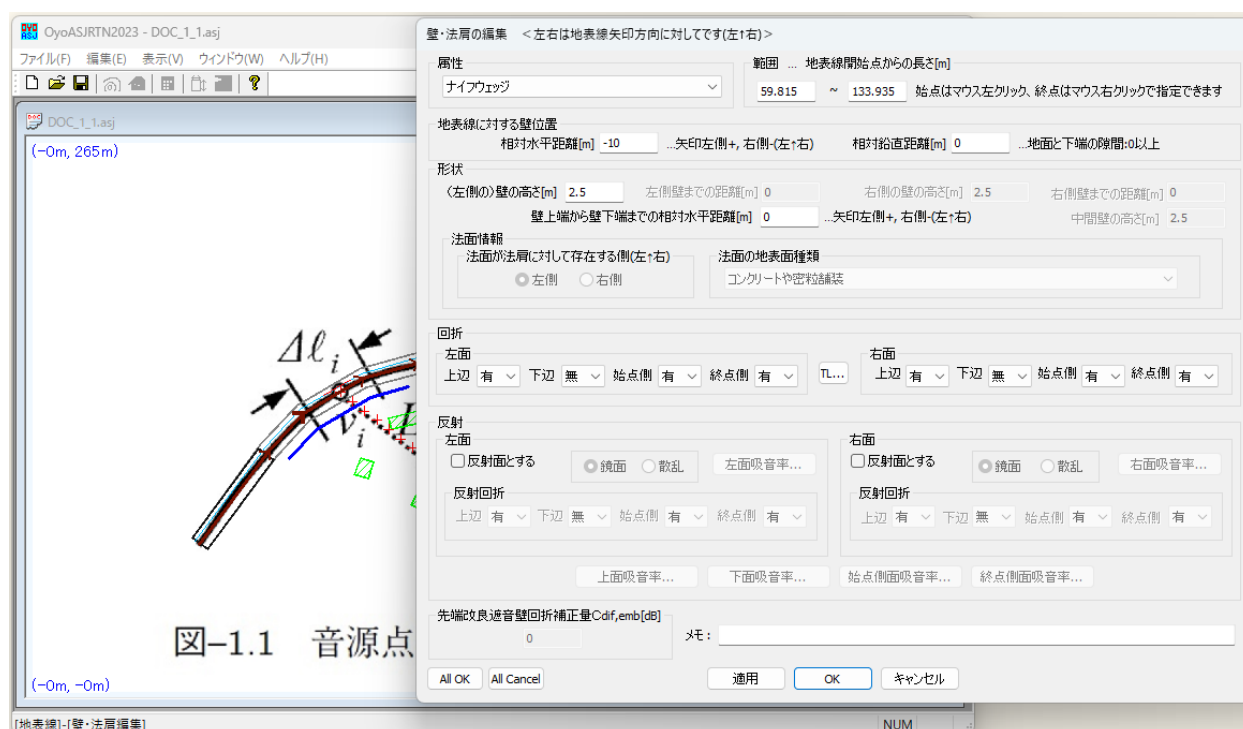 OyoASJRTN2023 - DOC_1_1.asj
ファイル(F) 編集(E) 表示(V) ウィンドウ(W) ヘルプ(H)
DOC_1_1.asj
(-0m, 265m)
Δℓi
νi
図-1.1 音源点
(-0m, -0m)
[地表線]-[壁・法肩編集]
NUM
壁・法肩の編集 <左右は地表線矢印方向に対してです(左↑右)>
属性
ナイフウェッジ
範囲 ... 地表線開始点からの長さ[m]
59.815 ~ 133.935 始点はマウス左クリック、終点はマウス右クリックで指定できます
地表線に対する壁位置
相対水平距離[m] -10 ...矢印左側+, 右側-(左↑右) 相対鉛直距離[m] 0 ...地面と下端の隙間:0以上
形状
(左側の)壁の高さ[m] 2.5 左側壁までの距離[m] 0 右側の壁の高さ[m] 2.5 右側壁までの距離[m] 0
壁上端から壁下端までの相対水平距離[m] 0 ...矢印左側+, 右側-(左↑右) 中間壁の高さ[m] 2.5
法面情報
法面が法肩に対して存在する側(左↑右)
左側 右側
法面の地表面種類
コンクリートや密粒舗装
回折
左面
上辺 有 下辺 無 始点側 有 終点側 有
TL...
右面
上辺 有 下辺 無 始点側 有 終点側 有
反射
左面
反射面とする 鏡面 散乱 左面吸音率...
反射回折
上辺 有 下辺 無 始点側 有 終点側 有
右面
反射面とする 鏡面 散乱 右面吸音率...
反射回折
上辺 有 下辺 無 始点側 有 終点側 有
上面吸音率... 下面吸音率... 始点側面吸音率... 終点側面吸音率...
先端改良遮音壁回折補正量Cdif,emb[dB]
0
メモ:
All OK All Cancel 適用 OK キャンセル